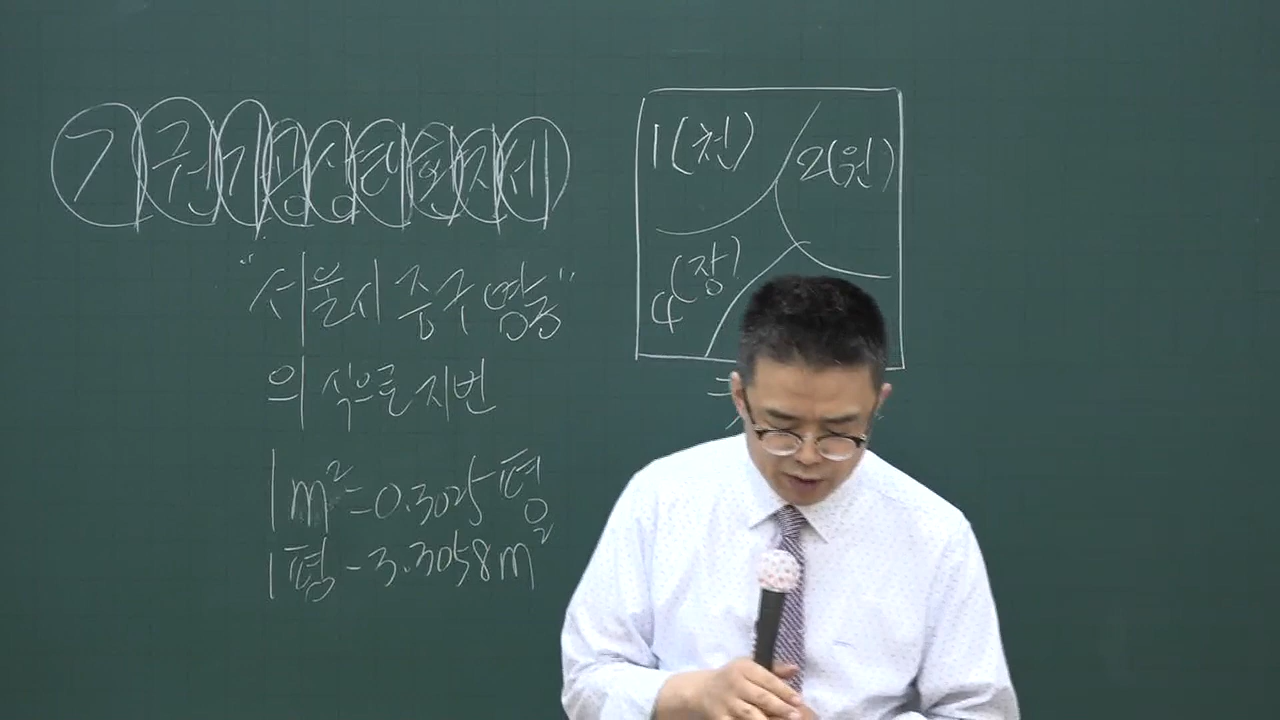 "서울시 중구 명동"
의 식으로 지번
1m²=0.3025평
1평-3.3058m²
1(천)
2(원)
(장)
4